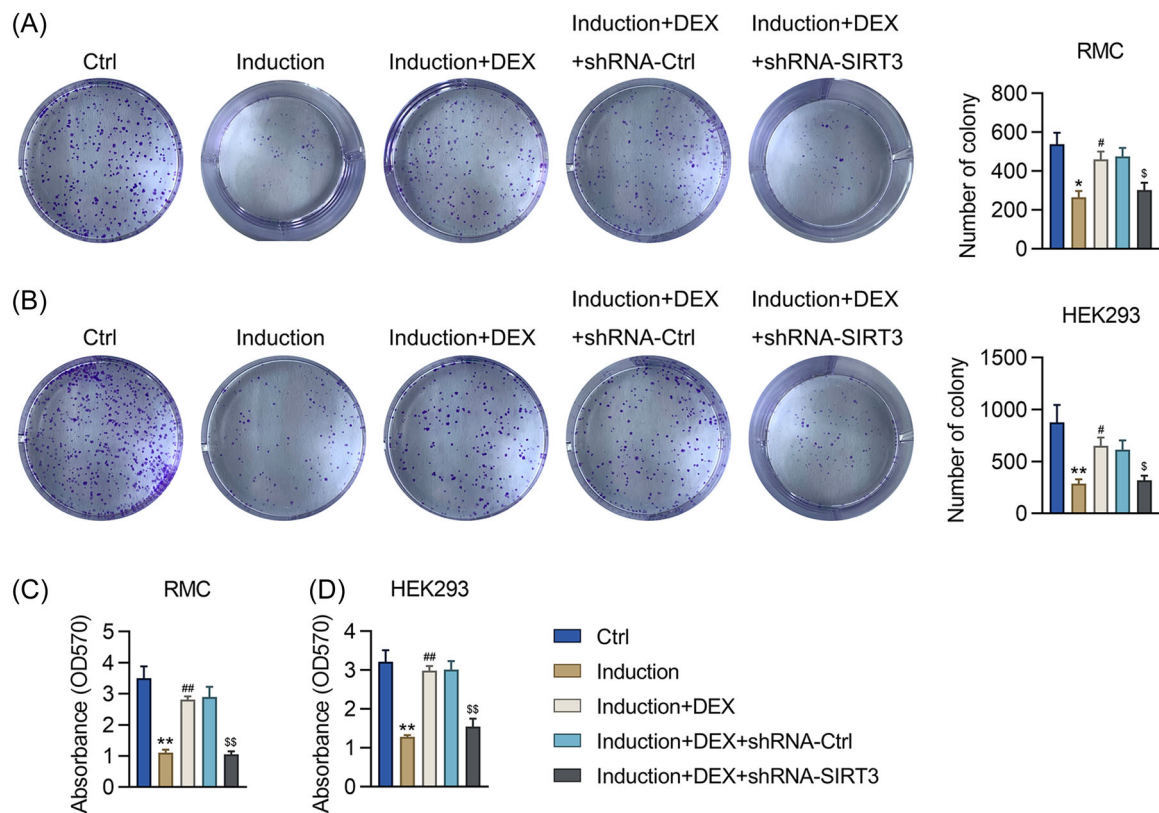 (A)
Ctrl
Induction
Induction+DEX
Induction+DEX
+shRNA-Ctrl
Induction+DEX
+shRNA-SIRT3
RMC
Number of colony
800
600
400
200
0
*
#
$
(B)
Ctrl
Induction
Induction+DEX
Induction+DEX
+shRNA-Ctrl
Induction+DEX
+shRNA-SIRT3
HEK293
Number of colony
1500
1000
500
0
**
#
$
(C)
RMC
Absorbance (OD570)
5
4
3
2
1
0
**
##
$$
(D)
HEK293
Absorbance (OD570)
4
3
2
1
0
**
##
$$
Ctrl
Induction
Induction+DEX
Induction+DEX+shRNA-Ctrl
Induction+DEX+shRNA-SIRT3